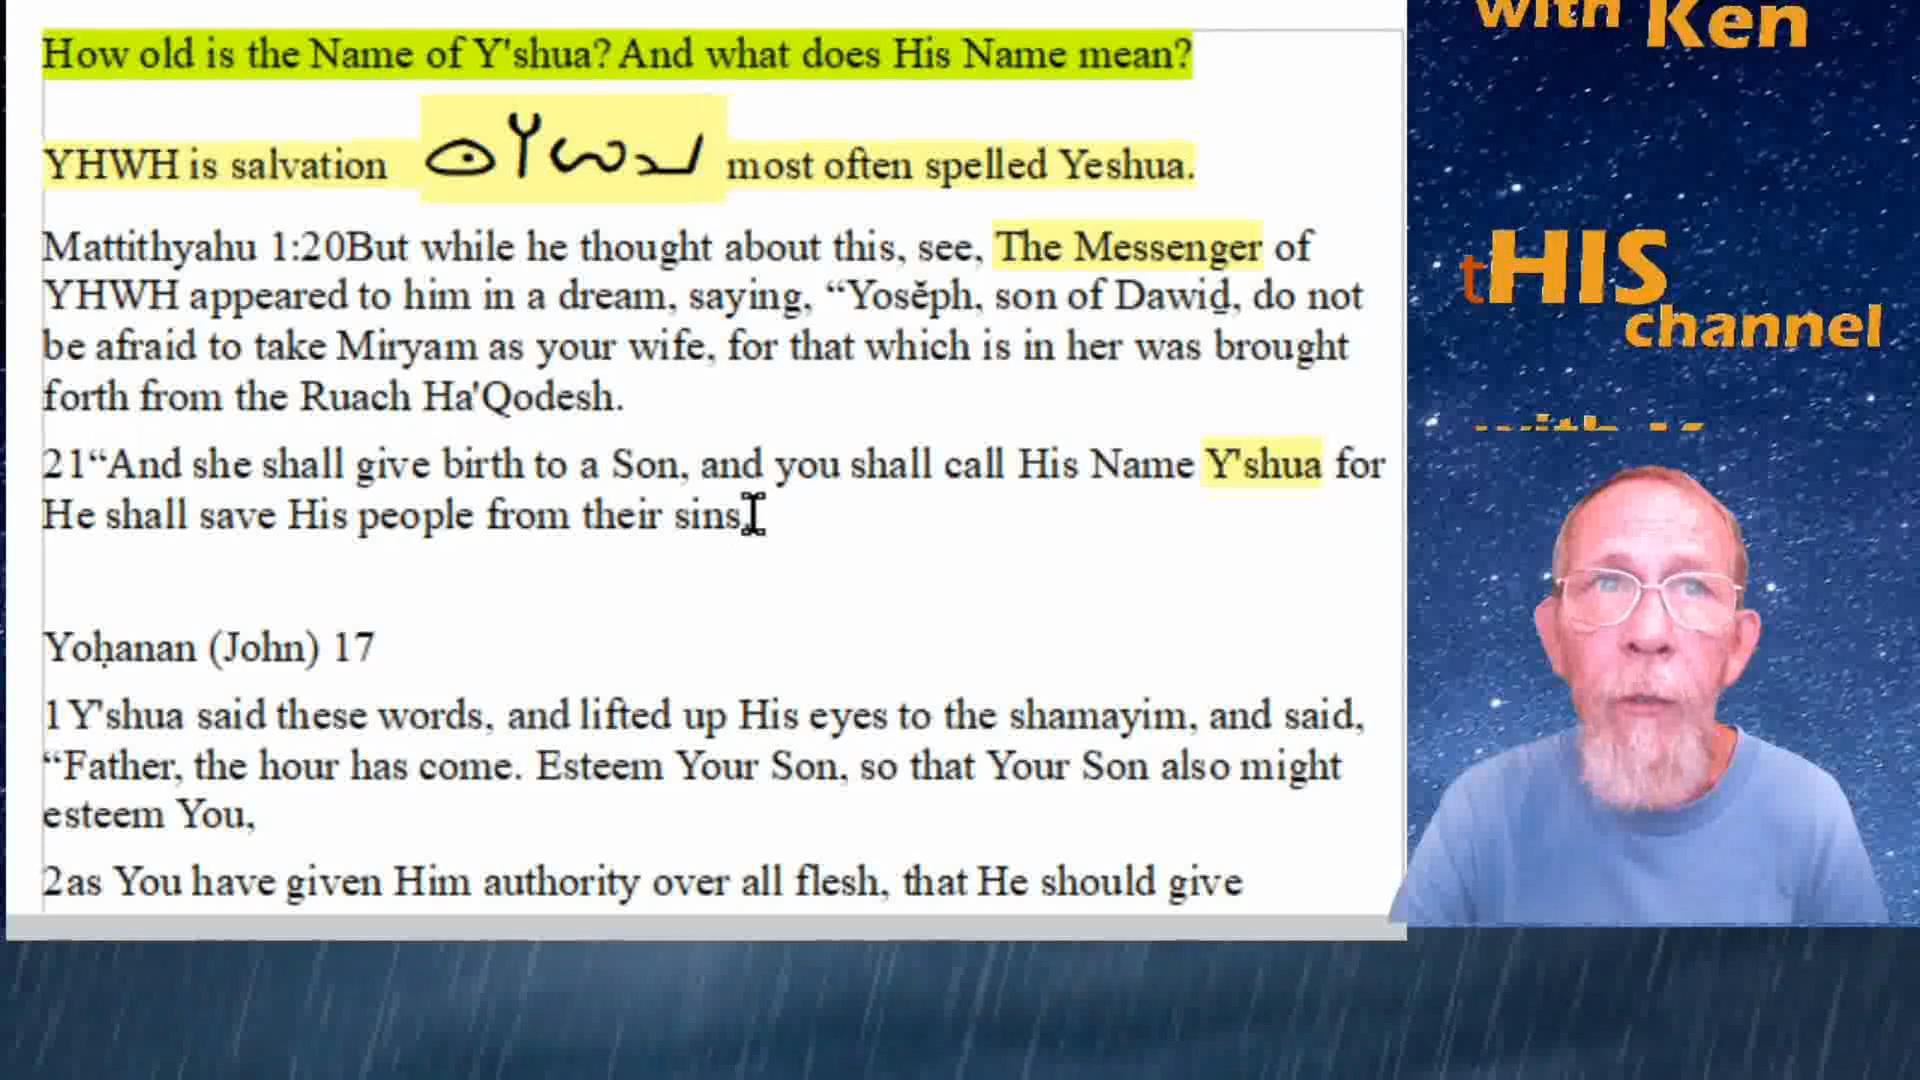 How old is the Name of Y'shua? And what does His Name mean?
YHWH is salvation most often spelled Yeshua.
Mattithyahu 1:20But while he thought about this, see, The Messenger of
YHWH appeared to him in a dream, saying, “Yosĕph, son of Dawiḏ, do not
be afraid to take Miryam as your wife, for that which is in her was brought
forth from the Ruach Ha'Qodesh.
21“And she shall give birth to a Son, and you shall call His Name Y'shua for
He shall save His people from their sins.
Yoḥanan (John) 17
1Y'shua said these words, and lifted up His eyes to the shamayim, and said,
“Father, the hour has come. Esteem Your Son, so that Your Son also might
esteem You,
2as You have given Him authority over all flesh, that He should give
with Ken
tHIS
channel